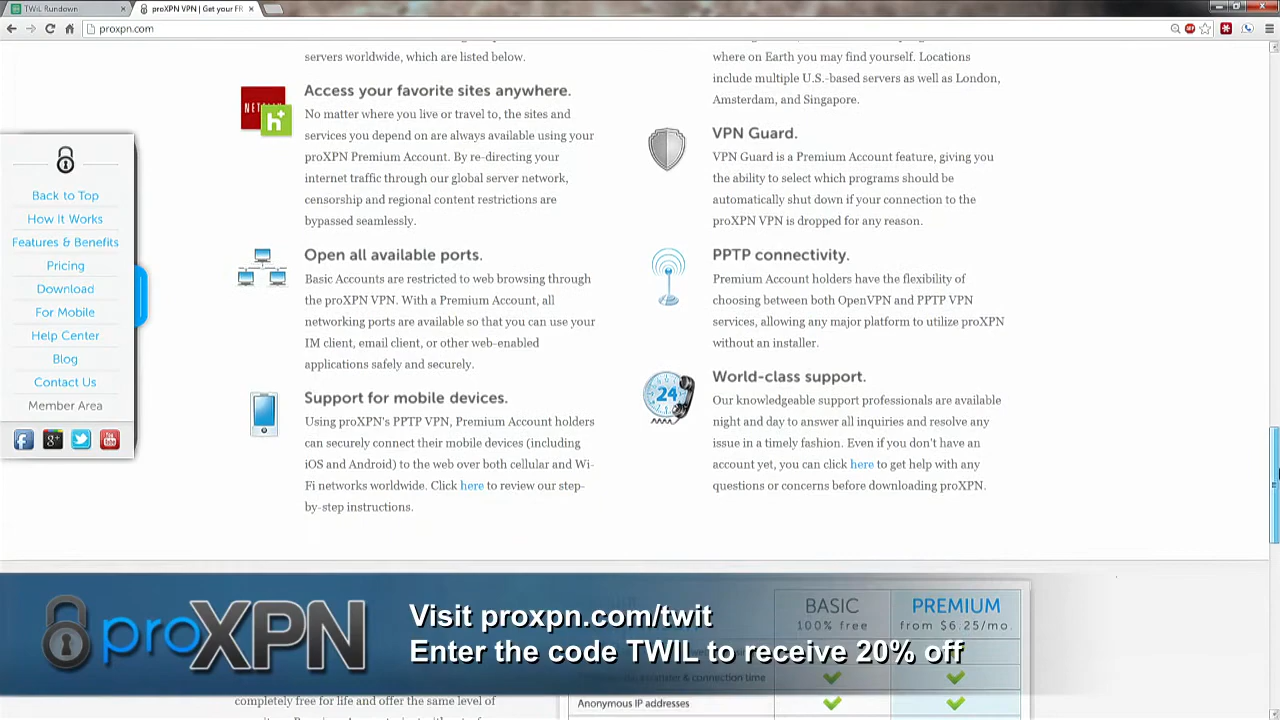 TWiL Rundown
proXPN VPN | Get your FR
proxpn.com
servers worldwide, which are listed below.
Access your favorite sites anywhere.
No matter where you live or travel to, the sites and
services you depend on are always available using your
proXPN Premium Account. By re-directing your
internet traffic through our global server network,
censorship and regional content restrictions are
bypassed seamlessly.
Open all available ports.
Basic Accounts are restricted to web browsing through
the proXPN VPN. With a Premium Account, all
networking ports are available so that you can use your
IM client, email client, or other web-enabled
applications safely and securely.
Support for mobile devices.
Using proXPN's PPTP VPN, Premium Account holders
can securely connect their mobile devices (including
iOS and Android) to the web over both cellular and Wi-
Fi networks worldwide. Click here to review our step-
by-step instructions.
where on Earth you may find yourself. Locations
include multiple U.S.-based servers as well as London,
Amsterdam, and Singapore.
VPN Guard.
VPN Guard is a Premium Account feature, giving you
the ability to select which programs should be
automatically shut down if your connection to the
proXPN VPN is dropped for any reason.
PPTP connectivity.
Premium Account holders have the flexibility of
choosing between both OpenVPN and PPTP VPN
services, allowing any major platform to utilize proXPN
without an installer.
24
World-class support.
Our knowledgeable support professionals are available
night and day to answer all inquiries and resolve any
issue in a timely fashion. Even if you don't have an
account yet, you can click here to get help with any
questions or concerns before downloading proXPN.
Back to Top
How It Works
Features & Benefits
Pricing
Download
For Mobile
Help Center
Blog
Contact Us
Member Area
proXPN
Visit proxpn.com/twit
Enter the code TWIL to receive 20% off
BASIC
100% free
PREMIUM
from $6.25/mo.
transfer & connection time
Anonymous IP addresses
completely free for life and offer the same level of